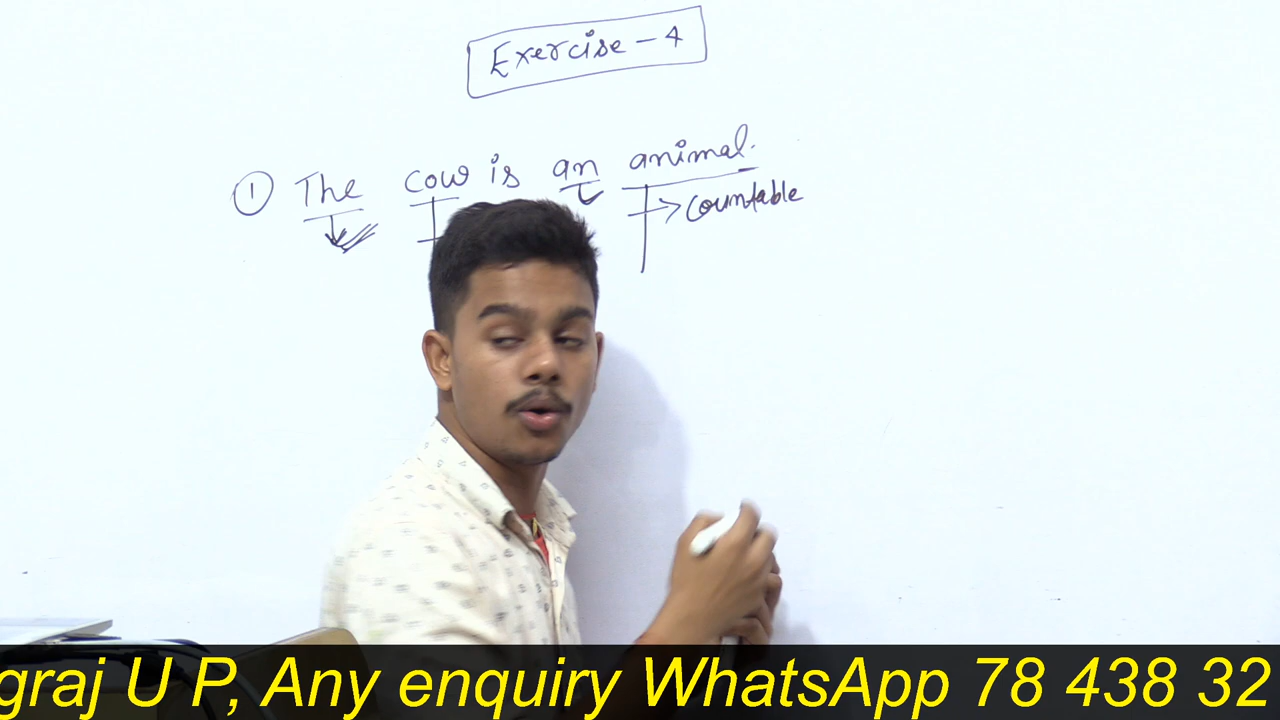 Exercise - 4
① The cow is an animal.
countable
graj U P, Any enquiry WhatsApp 78 438 32